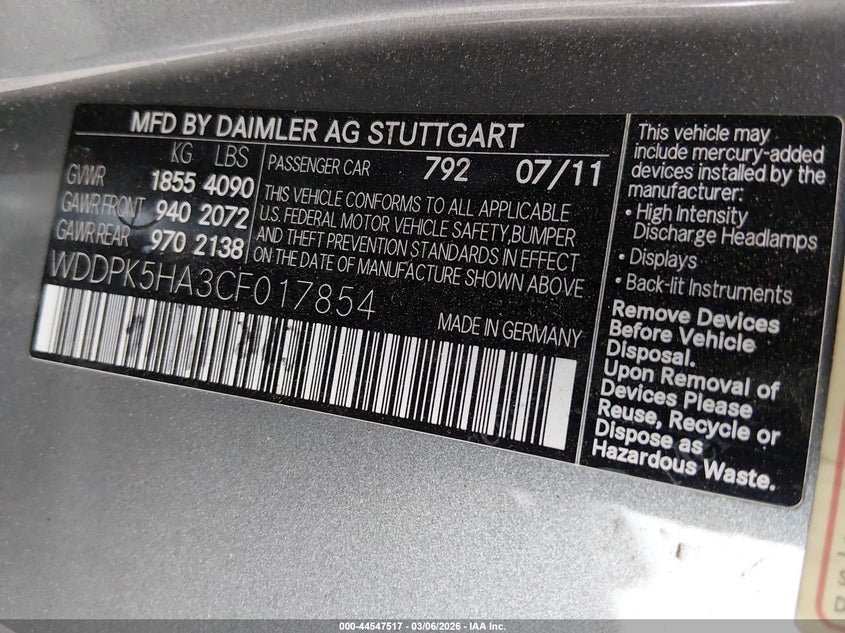 MFD BY DAIMLER AG STUTTGART
KG LBS
GVWR 1855 4090
GAWR FRONT 940 2072
GAWR REAR 970 2138
PASSENGER CAR 792 07/11
THIS VEHICLE CONFORMS TO ALL APPLICABLE
U.S. FEDERAL MOTOR VEHICLE SAFETY, BUMPER
AND THEFT PREVENTION STANDARDS IN EFFECT
ON THE DATE OF MANUFACTURE SHOWN ABOVE.
WDDPK5HA3CF017854
MADE IN GERMANY
This vehicle may
include mercury-added
devices installed by the
manufacturer:
• High Intensity
Discharge Headlamps
• Displays
• Back-lit Instruments
Remove Devices
Before Vehicle
Disposal.
Upon Removal of
Devices Please
Reuse, Recycle or
Dispose as
Hazardous Waste.
000-44547517 - 03/06/2026 - IAA Inc.